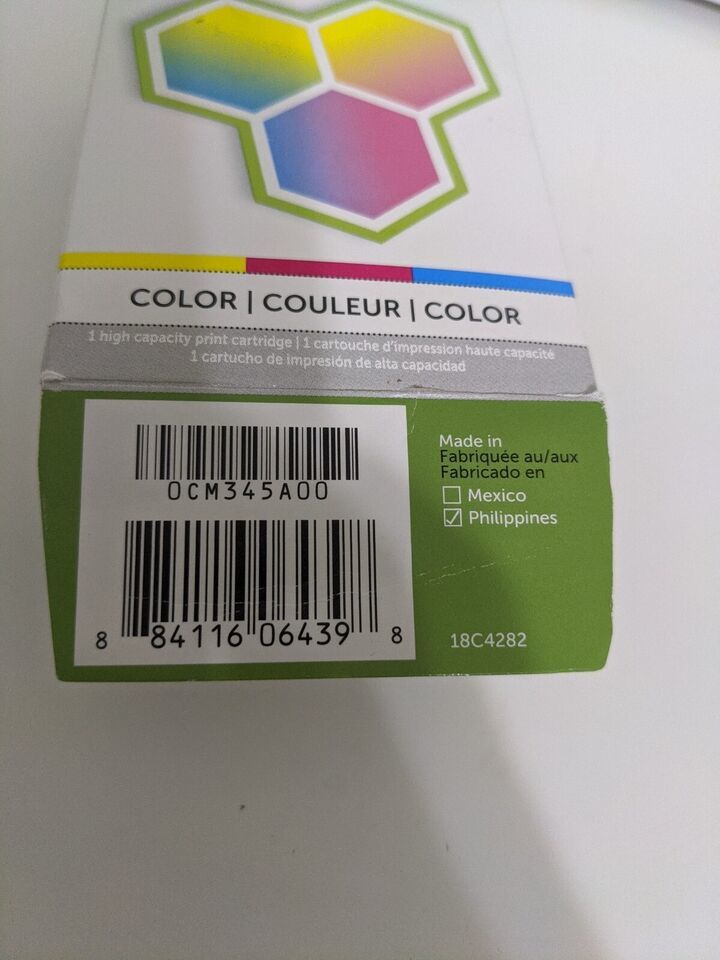 COLOR | COULEUR | COLOR
1 high capacity print cartridge | 1 cartouche d'impression haute capacité
1 cartucho de impresión de alta capacidad
0CM345A00
8 84116 06439 8
Made in
Fabriquée au/aux
Fabricado en
Mexico
Philippines
18C4282